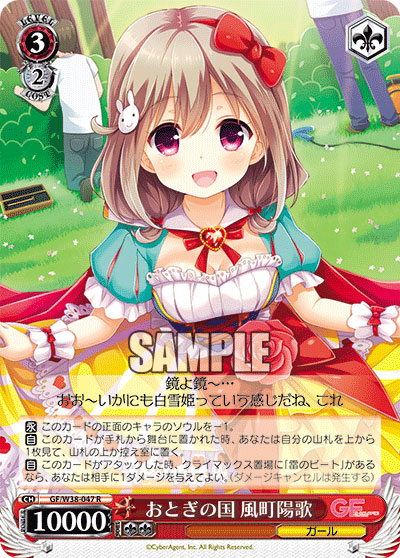 LEVEL
3
2
COST
SAMPLE
鏡よ鏡～…
おお～いかにも白雪姫っていう感じだね、これ
永 このカードの正面のキャラのソウルを－1。
自 このカードが手札から舞台に置かれた時、あなたは自分の山札を上から
1枚見て、山札の上か控え室に置く。
自 このカードがアタックした時、クライマックス置場に「雷のビート」があ
るなら、あなたは相手に1ダメージを与えてよい。（ダメージキャンセルは発生する）
CH GF/W38-047 R
10000
おとぎの国 風町陽歌
GF
ガール
©CyberAgent, Inc. All Rights Reserved.